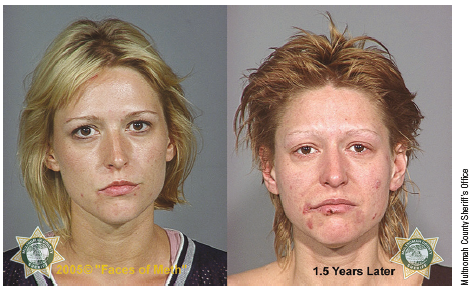 2005© "Faces of Meth"
1.5 Years Later
Multnomah County Sheriff's Office